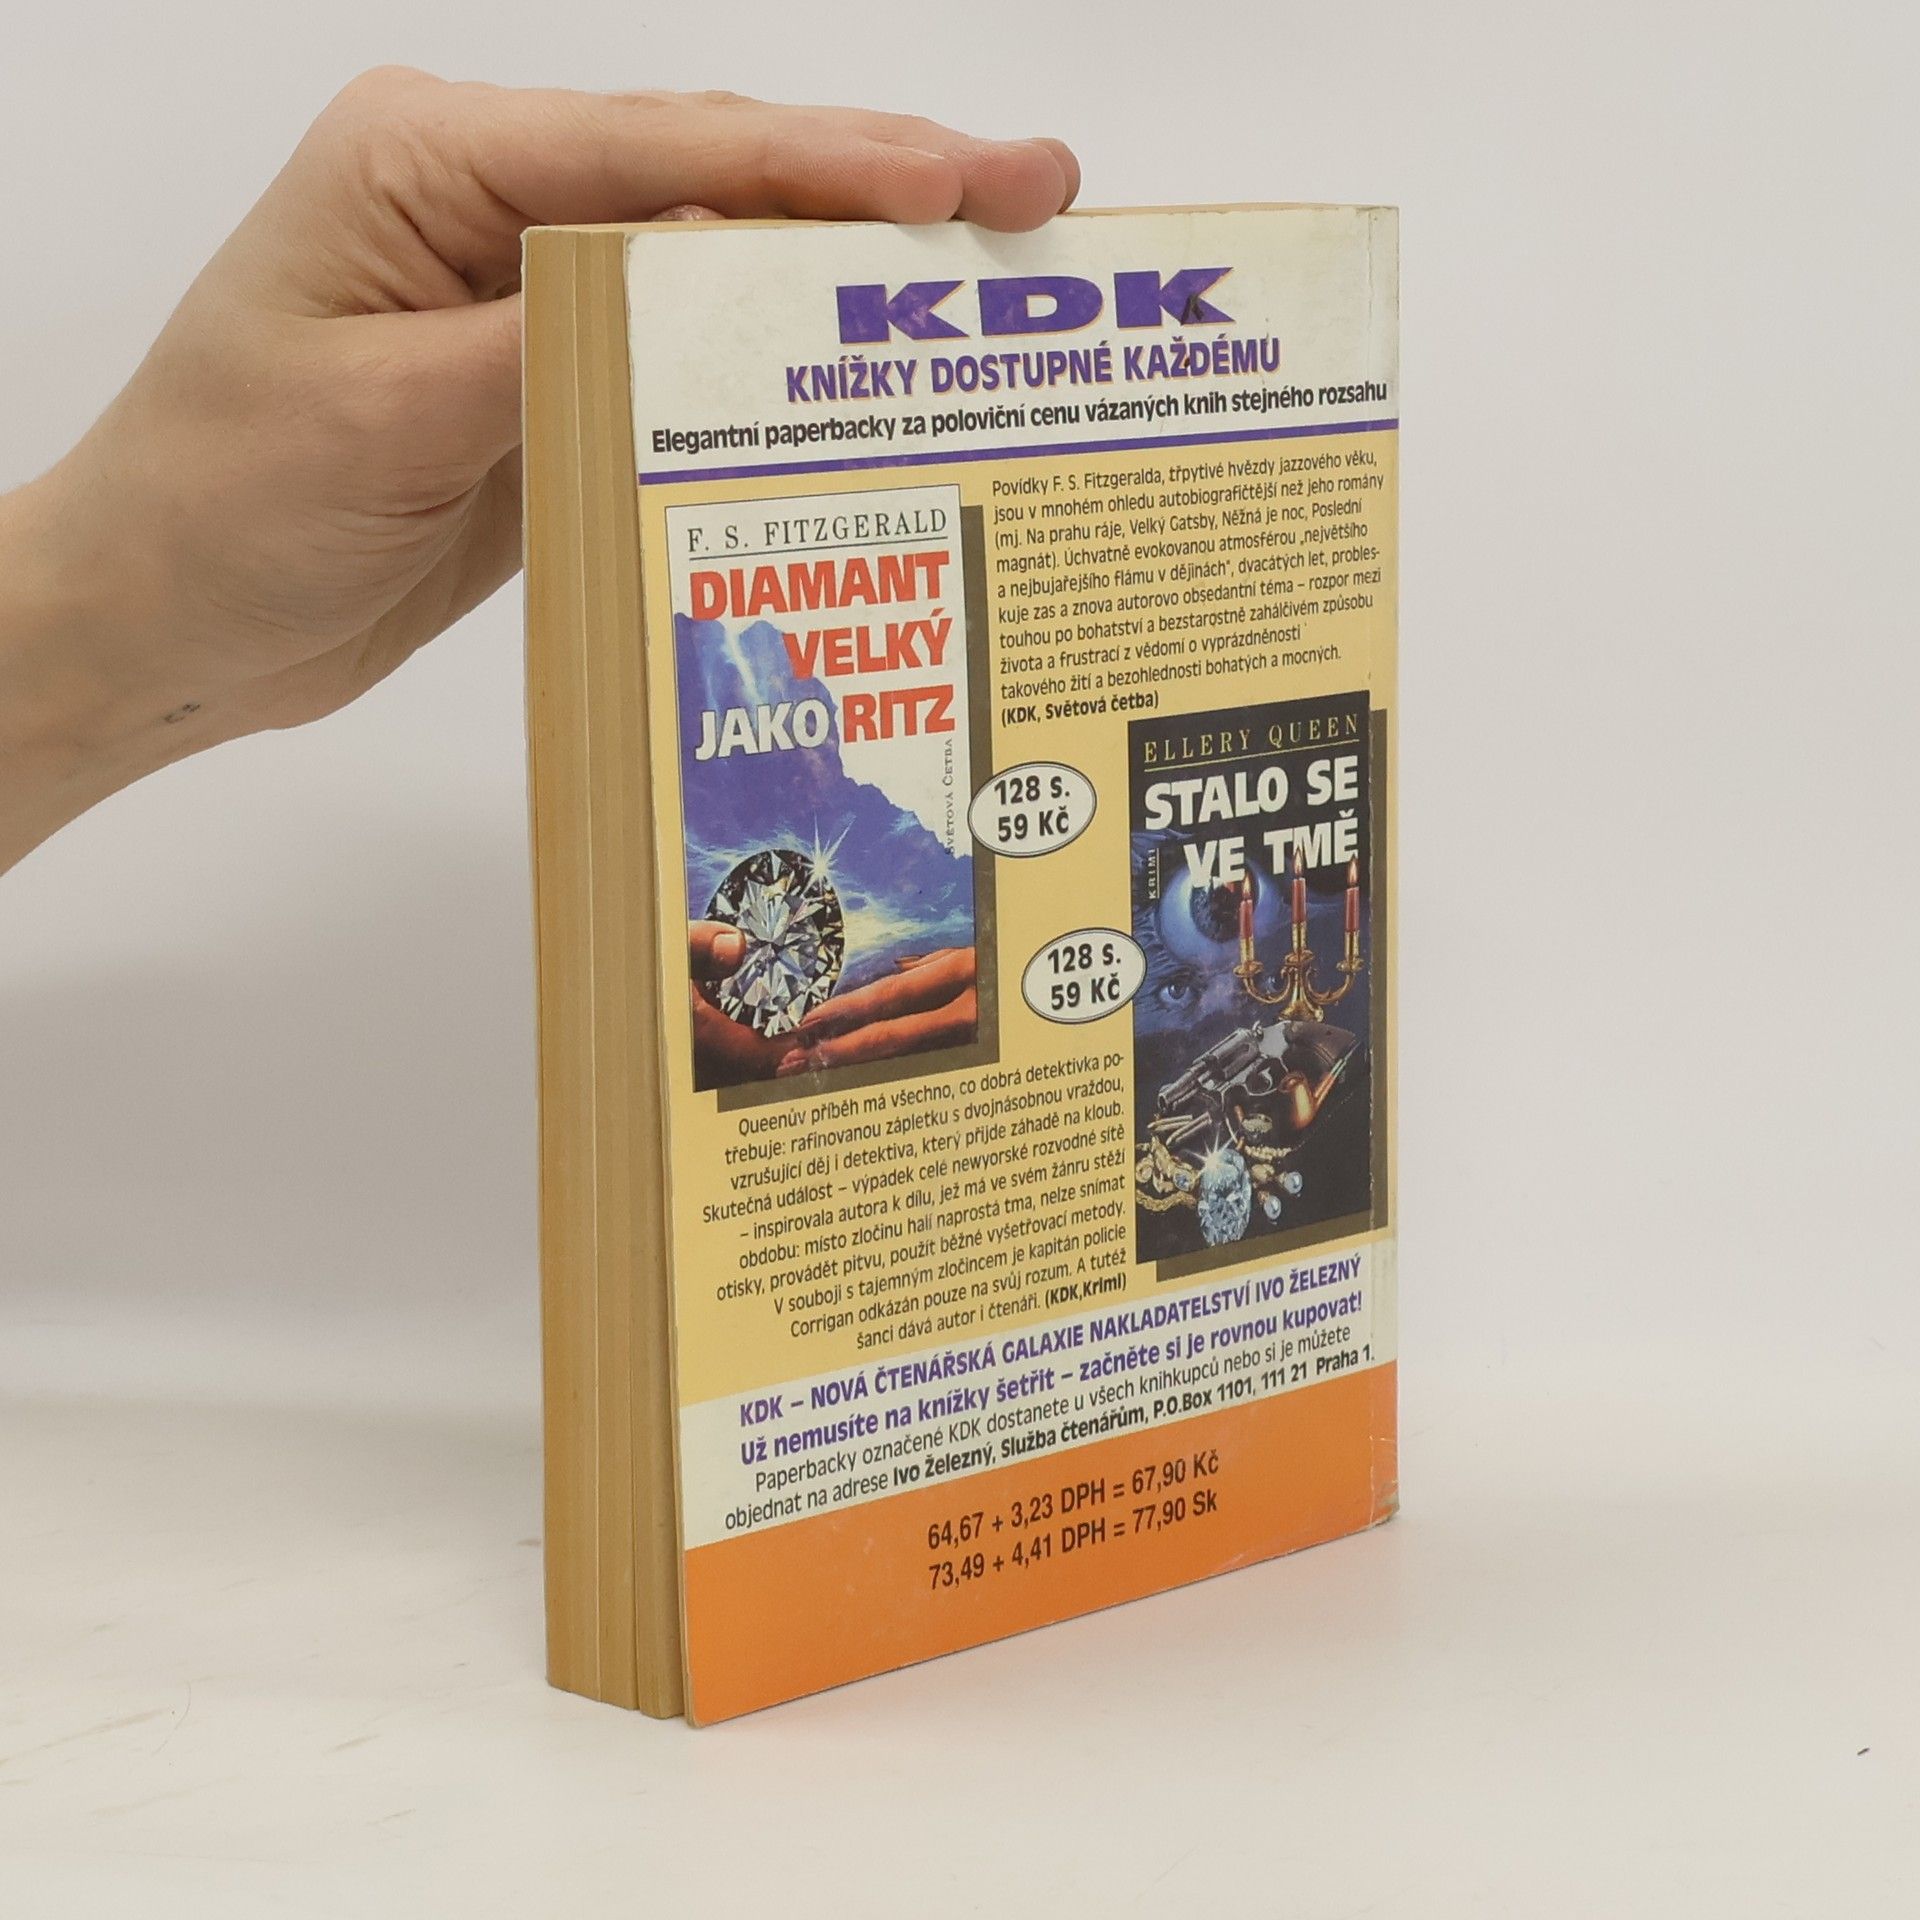 KDK
KNÍŽKY DOSTUPNÉ KAŽDÉMU
Elegantní paperbacky za poloviční cenu vázaných knih stejného rozsahu
F. S. FITZGERALD
DIAMANT
VELKÝ
JAKO RITZ
SVĚTOVÁ ČETBA
Povídky F. S. Fitzgeralda, třpytivé hvězdy jazzového věku,
jsou v mnohém ohledu autobiografičtější než jeho romány
(mj. Na prahu ráje, Velký Gatsby, Něžná je noc, Poslední
magnát). Úchvatně evokovanou atmosférou „největšího
a nejbujařejšího flámu v dějinách“, dvacátých let, probles-
kuje zas a znova autorovo obsedantní téma – rozpor mezi
touhou po bohatství a bezstarostně zahálčivém způsobu
života a frustrací z vědomí o vyprázdněnosti
takového žití a bezohlednosti bohatých a mocných.
(KDK, Světová četba)
128 s.
59 Kč
ELLERY QUEEN
STALO SE
VE TMĚ
KRIMI
128 s.
59 Kč
Queenův příběh má všechno, co dobrá detektivka po-
třebuje: rafinovanou zápletku s dvojnásobnou vraždou,
vzrušující děj i detektiva, který přijde záhadě na kloub.
Skutečná událost – výpadek celé newyorské rozvodné sítě
– inspirovala autora k dílu, jež má ve svém žánru stěží
obdobu: místo zločinu halí naprostá tma, nelze snímat
otisky, provádět pitvu, použít běžné vyšetřovací metody.
V souboji s tajemným zločincem je kapitán policie
Corrigan odkázán pouze na svůj rozum. A tutéž
šanci dává autor i čtenáři. (KDK,Krimi)
KDK – NOVÁ ČTENÁŘSKÁ GALAXIE NAKLADATELSTVÍ IVO ŽELEZNÝ
Už nemusíte na knížky šetřit – začněte si je rovnou kupovat!
Paperbacky označené KDK dostanete u všech knihkupců nebo si je můžete
objednat na adrese Ivo Železný, Služba čtenářům, P.O.Box 1101, 111 21 Praha 1.
64,67 + 3,23 DPH = 67,90 Kč
73,49 + 4,41 DPH = 77,90 Sk